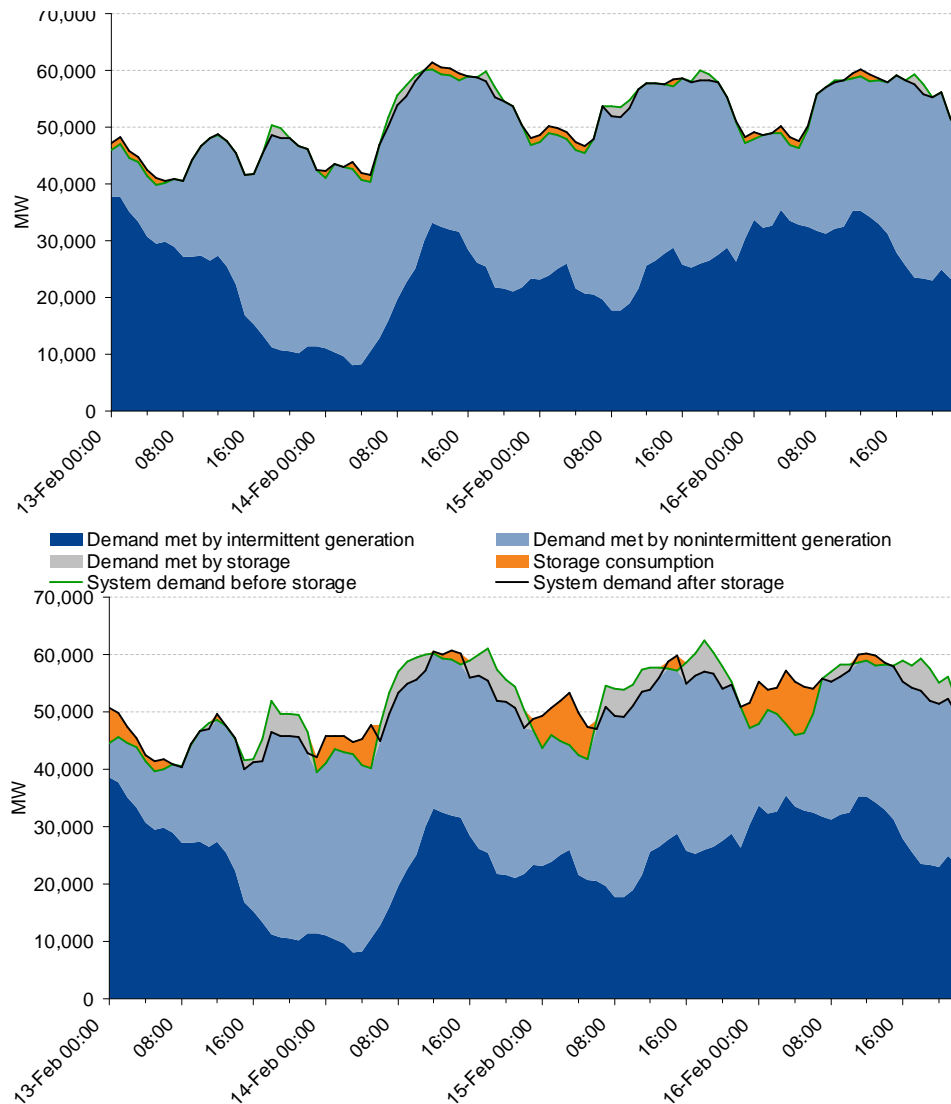 70,000
60,000
50,000
40,000
30,000
20,000
10,000
0
MW
13-Feb 00:00
08:00
16:00
14-Feb 00:00
08:00
16:00
15-Feb 00:00
08:00
16:00
16-Feb 00:00
08:00
16:00
Demand met by intermittent generation
Demand met by nonintermittent generation
Demand met by storage
Storage consumption
System demand before storage
System demand after storage
70,000
60,000
50,000
40,000
30,000
20,000
10,000
0
MW
13-Feb 00:00
08:00
16:00
14-Feb 00:00
08:00
16:00
15-Feb 00:00
08:00
16:00
16-Feb 00:00
08:00
16:00